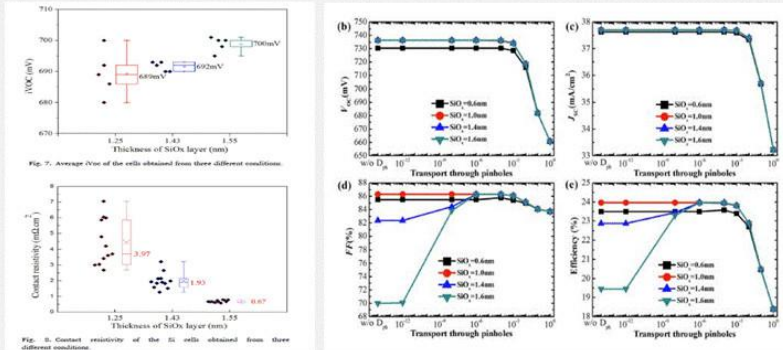 710
700
690
680
670
iVOC (mV)
689mV
692mV
700mV
1.25 1.43 1.55
Thickness of SiOx layer (nm)
Fig. 7. Average iVoc of the cells obtained from three different conditions.
8
7
6
5
4
3
2
1
0
Contact resistivity (mΩ.cm²)
3.97
1.93
0.67
1.25 1.43 1.55
Thickness of SiOx layer (nm)
Fig. 8. Contact resistivity of the Si cells obtained from three
different conditions.
(b)
750
740
730
720
710
700
690
680
670
660
650
VOC (mV)
SiOx=0.6nm
SiOx=1.0nm
SiOx=1.4nm
SiOx=1.6nm
w/o Dph
Transport through pinholes
(c)
38
37
36
35
34
33
JSC (mA/cm²)
SiOx=0.6nm
SiOx=1.0nm
SiOx=1.4nm
SiOx=1.6nm
w/o Dph
Transport through pinholes
(d)
88
86
84
82
80
78
76
74
72
70
68
FF(%)
SiOx=0.6nm
SiOx=1.0nm
SiOx=1.4nm
SiOx=1.6nm
w/o Dph
Transport through pinholes
(e)
25
24
23
22
21
20
19
18
Efficiency (%)
SiOx=0.6nm
SiOx=1.0nm
SiOx=1.4nm
SiOx=1.6nm
w/o Dph
Transport through pinholes